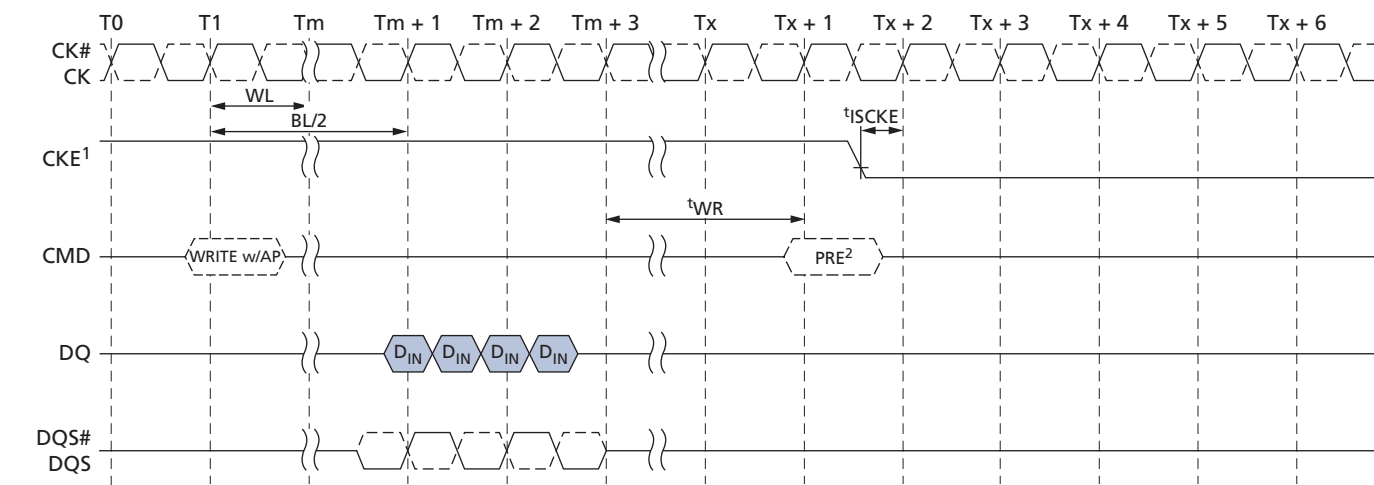 T0 T1 Tm Tm + 1 Tm + 2 Tm + 3 Tx Tx + 1 Tx + 2 Tx + 3 Tx + 4 Tx + 5 Tx + 6
CK#
CK
WL
BL/2
tISCKE
CKE1
tWR
CMD WRITE w/AP PRE2
DQ DIN DIN DIN DIN
DQS#
DQS